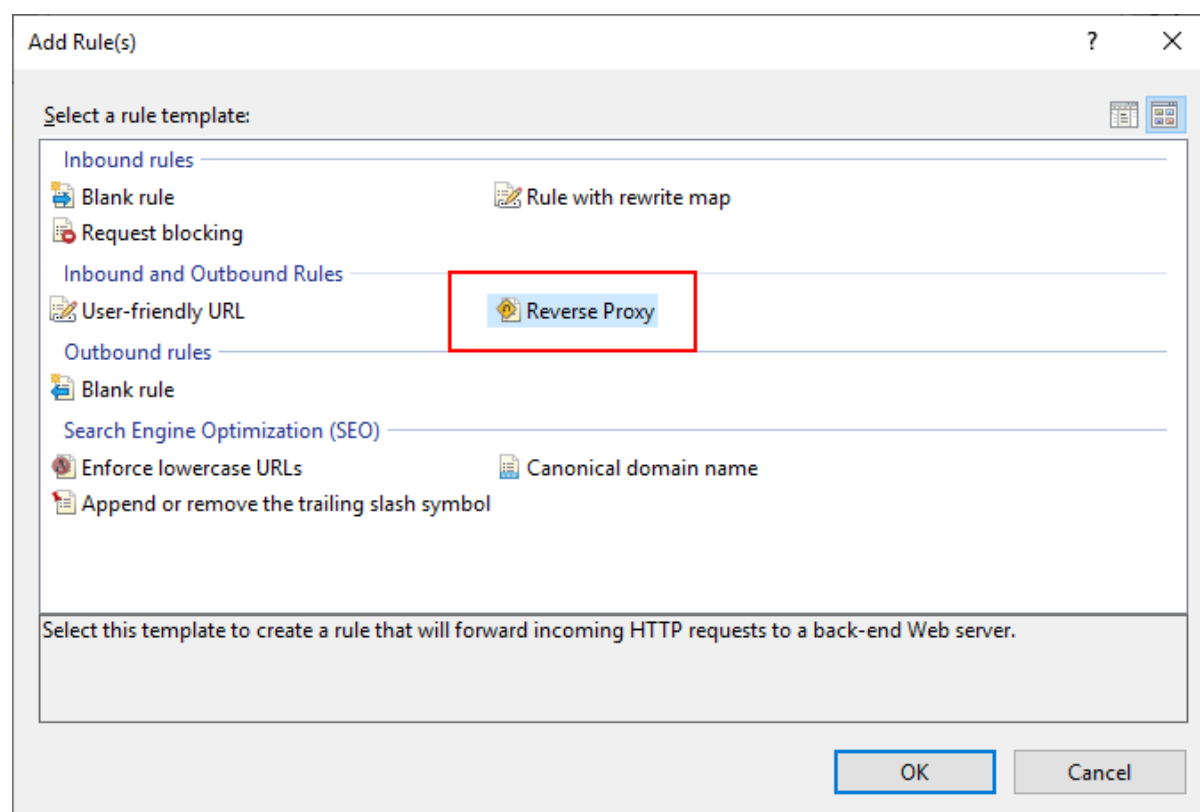 Add Rule(s) ?
Select a rule template:
Inbound rules
Blank rule Rule with rewrite map
Request blocking
Inbound and Outbound Rules
User-friendly URL Reverse Proxy
Outbound rules
Blank rule
Search Engine Optimization (SEO)
Enforce lowercase URLs Canonical domain name
Append or remove the trailing slash symbol
Select this template to create a rule that will forward incoming HTTP requests to a back-end Web server.
OK Cancel